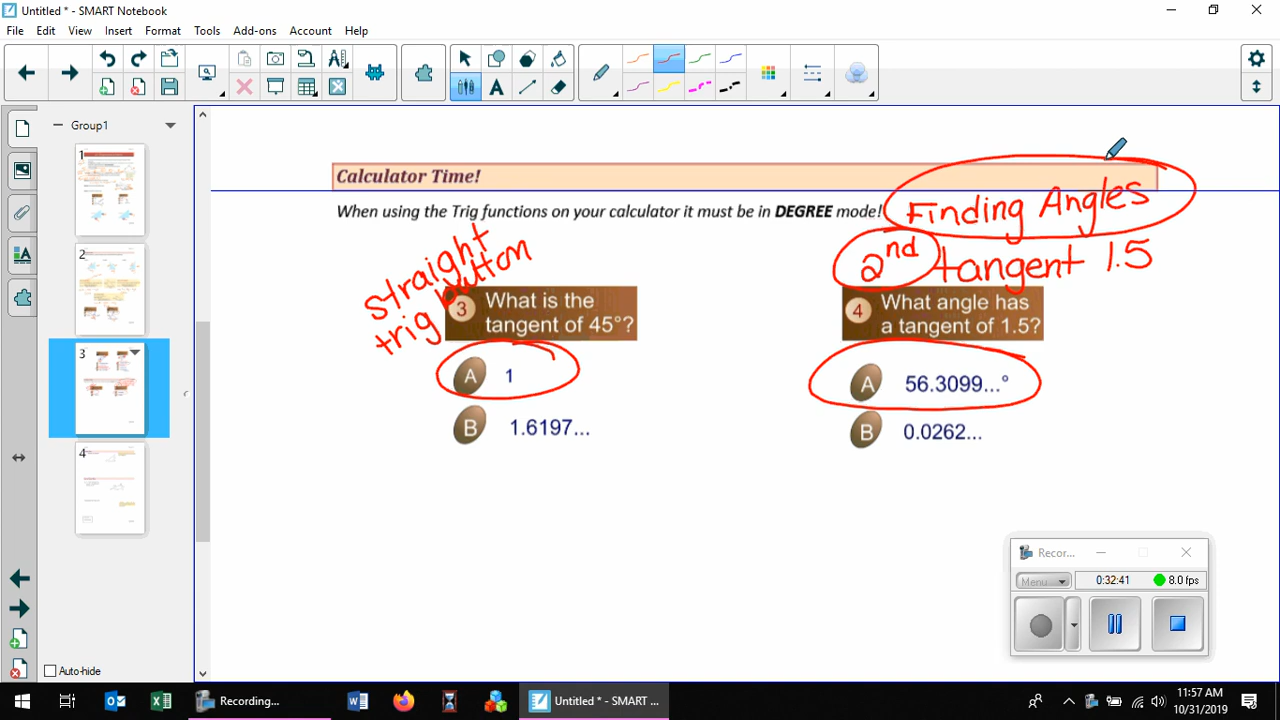 Untitled * - SMART Notebook
File Edit View Insert Format Tools Add-ons Account Help
Group1
1
2
3
4
Calculator Time!
When using the Trig functions on your calculator it must be in DEGREE mode!
Finding Angles
2nd tangent 1.5
straight
trig button
3 What is the
tangent of 45°?
A 1
B 1.6197...
4 What angle has
a tangent of 1.5?
A 56.3099...°
B 0.0262...
Recor...
Menu 0:32:41 8.0 fps
Auto-hide
Recording... Untitled * - SMART ...
11:57 AM
10/31/2019